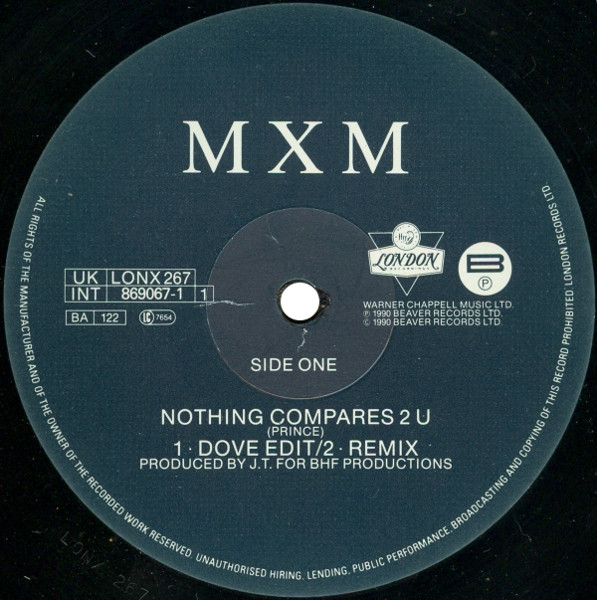 MXM
LONDON
RECORDINGS
B
℗
UK LONX 267
INT 869067-1 1
BA 122 LC 7654
WARNER CHAPPELL MUSIC LTD.
℗ 1990 BEAVER RECORDS LTD.
© 1990 BEAVER RECORDS LTD.
SIDE ONE
NOTHING COMPARES 2 U
(PRINCE)
1 · DOVE EDIT/2 · REMIX
PRODUCED BY J.T. FOR BHF PRODUCTIONS
ALL RIGHTS OF THE MANUFACTURER AND OF THE OWNER OF THE RECORDED WORK RESERVED. UNAUTHORISED HIRING. LENDING. PUBLIC PERFORMANCE, BROADCASTING AND COPYING OF THIS RECORD PROHIBITED LONDON RECORDS LTD.
LONX 267